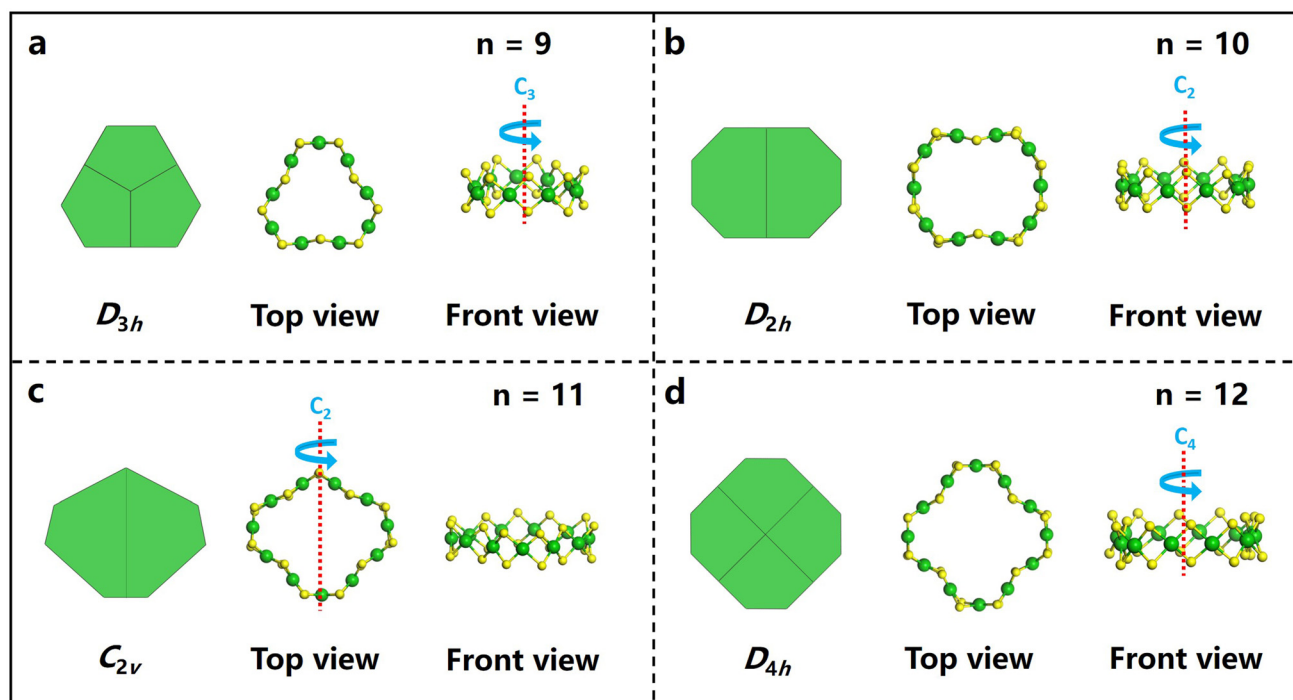 a
n = 9
C3
D3h
Top view
Front view
b
n = 10
C2
D2h
Top view
Front view
c
n = 11
C2
C2v
Top view
Front view
d
n = 12
C4
D4h
Top view
Front view